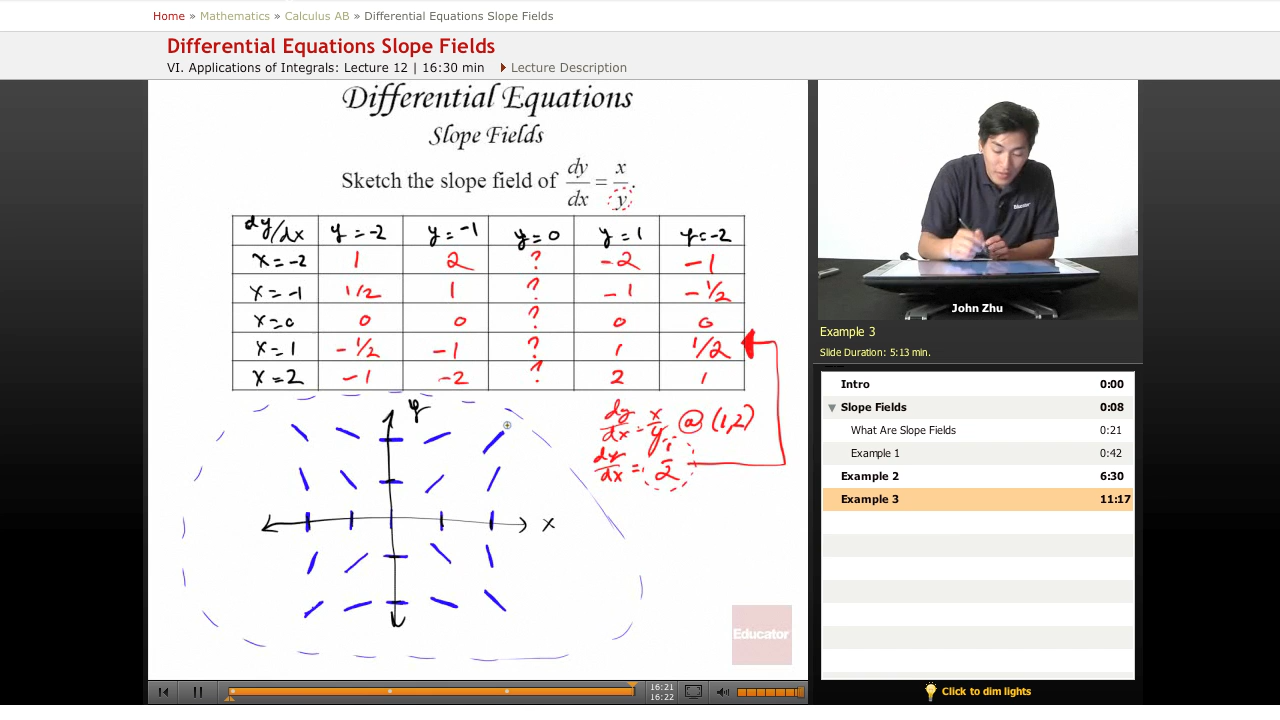 Home » Mathematics » Calculus AB » Differential Equations Slope Fields
Differential Equations Slope Fields
VI. Applications of Integrals: Lecture 12 | 16:30 min Lecture Description
Differential Equations
Slope Fields
Sketch the slope field of dy/dx = x/y.
dy/dx y=-2 y=-1 y=0 y=1 y=-2
x=-2 1 2 ? -2 -1
x=-1 1/2 1 ? -1 -1/2
x=0 0 0 ? 0 0
x=1 -1/2 -1 ? 1 1/2
x=2 -1 -2 ? 2 1
y
x
dy/dx = x/y @ (1,2)
dy/dx = 1/2
Educator
Educator
John Zhu
Example 3
Slide Duration: 5:13 min.
Intro 0:00
Slope Fields 0:08
What Are Slope Fields 0:21
Example 1 0:42
Example 2 6:30
Example 3 11:17
16:21
16:22
Click to dim lights